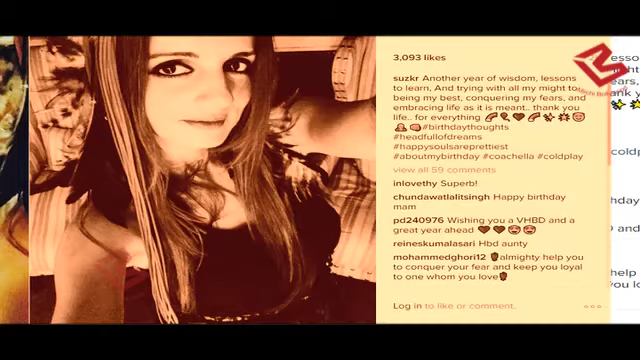 3,093 likes
suzkr Another year of wisdom, lessons
to learn, And trying with all my might to
being my best, conquering my fears, and
embracing life as it is meant.. thank you
life.. for everything
#birthdaythoughts
#headfullofdreams
#happysoulsareprettiest
#aboutmybirthday #coachella #coldplay
view all 59 comments
inlovethy Superb!
chundawatlalitsingh Happy birthday
mam
pd240976 Wishing you a VHBD and a
great year ahead
reineskumalasari Hbd aunty
mohammedghori12 almighty help you
to conquer your fear and keep you loyal
to one whom you love
Log in to like or comment.